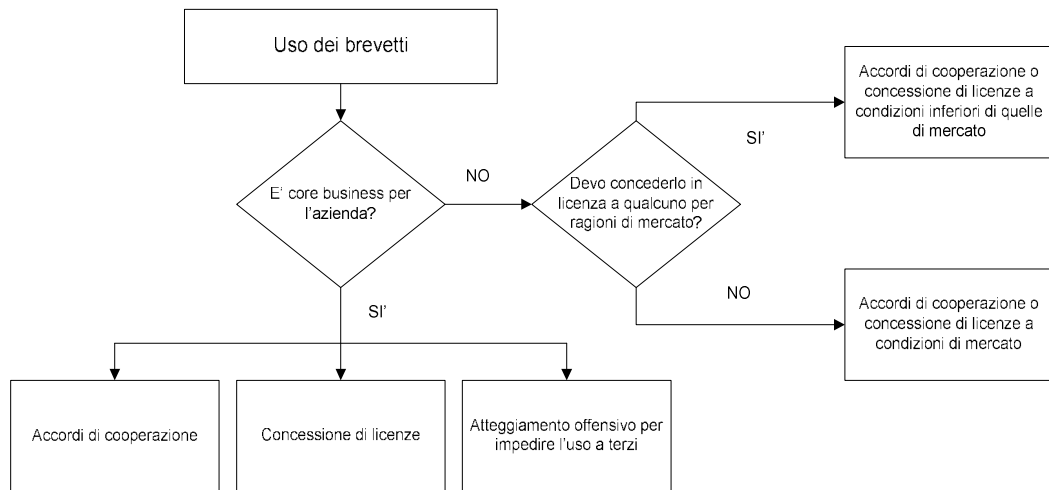 Uso dei brevetti
Accordi di cooperazione o
concessione di licenze a
condizioni inferiori di quelle
di mercato
SI'
NO
E' core business per
l'azienda?
Devo concederlo in
licenza a qualcuno per
ragioni di mercato?
NO
SI'
Accordi di cooperazione o
concessione di licenze a
condizioni di mercato
Accordi di cooperazione
Concessione di licenze
Atteggiamento offensivo per
impedire l'uso a terzi